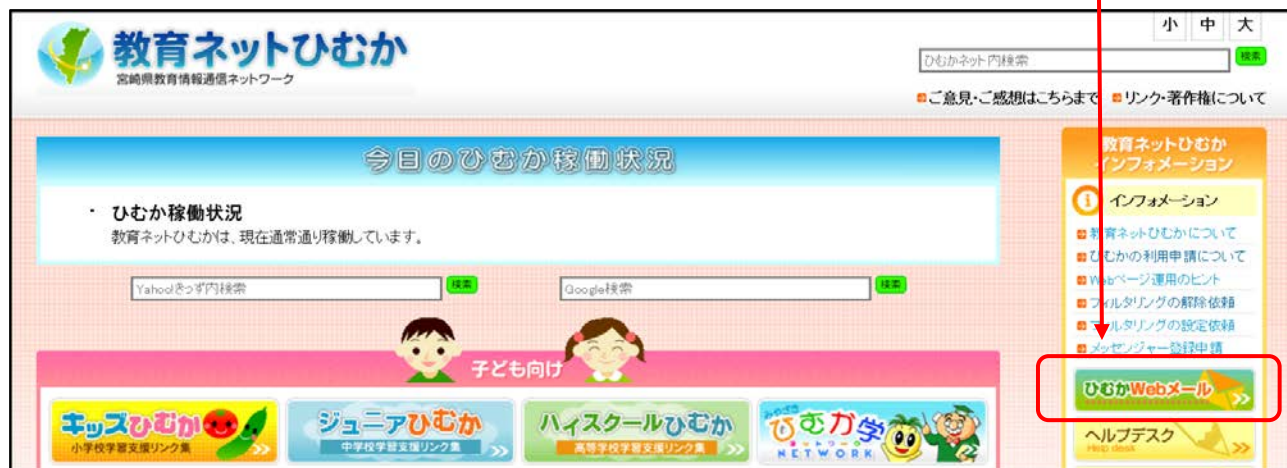 小 中 大
教育ネットひむか
宮崎県教育情報通信ネットワーク
ひむかネット内検索
検索
ご意見・ご感想はこちらまで
リンク・著作権について
今日のひむか稼働状況
・ ひむか稼働状況
教育ネットひむかは、現在通常通り稼働しています。
Yahoo!きっず内検索
検索
Google検索
検索
子ども向け
キッズひむか
小学校学習支援リンク集
ジュニアひむか
中学校学習支援リンク集
ハイスクールひむか
高等学校学習支援リンク集
みやざき
ひむか学
ネットワーク
NETWORK
教育ネットひむか
インフォメーション
インフォメーション
教育ネットひむかについて
ひむかの利用申請について
Webページ運用のヒント
フィルタリングの解除依頼
フィルタリングの設定依頼
メッセンジャー登録申請
ひむかWebメール
ヘルプデスク
Help desk